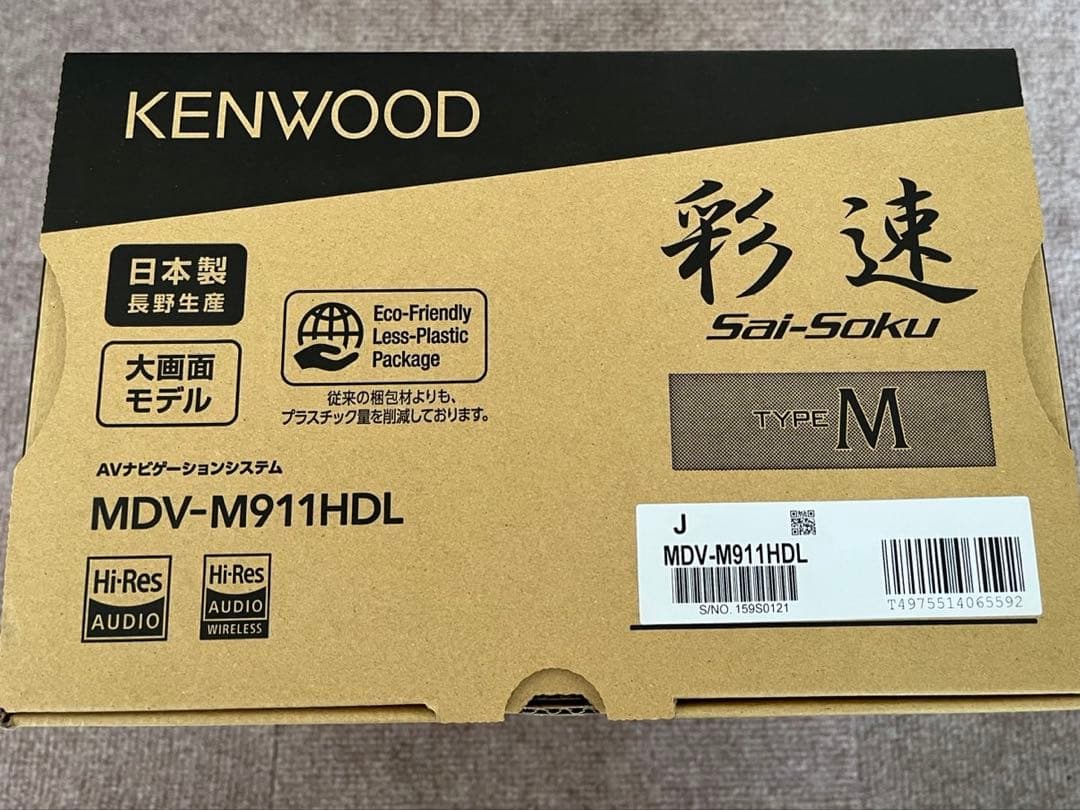 KENWOOD
彩速
Sai-Soku
TYPE M
日本製
長野生産
大画面
モデル
Eco-Friendly
Less-Plastic
Package
従来の梱包材よりも、
プラスチック量を削減しております。
AVナビゲーションシステム
MDV-M911HDL
Hi-Res
AUDIO
Hi-Res
AUDIO
WIRELESS
J
MDV-M911HDL
S/NO. 159S0121
T4975514065592